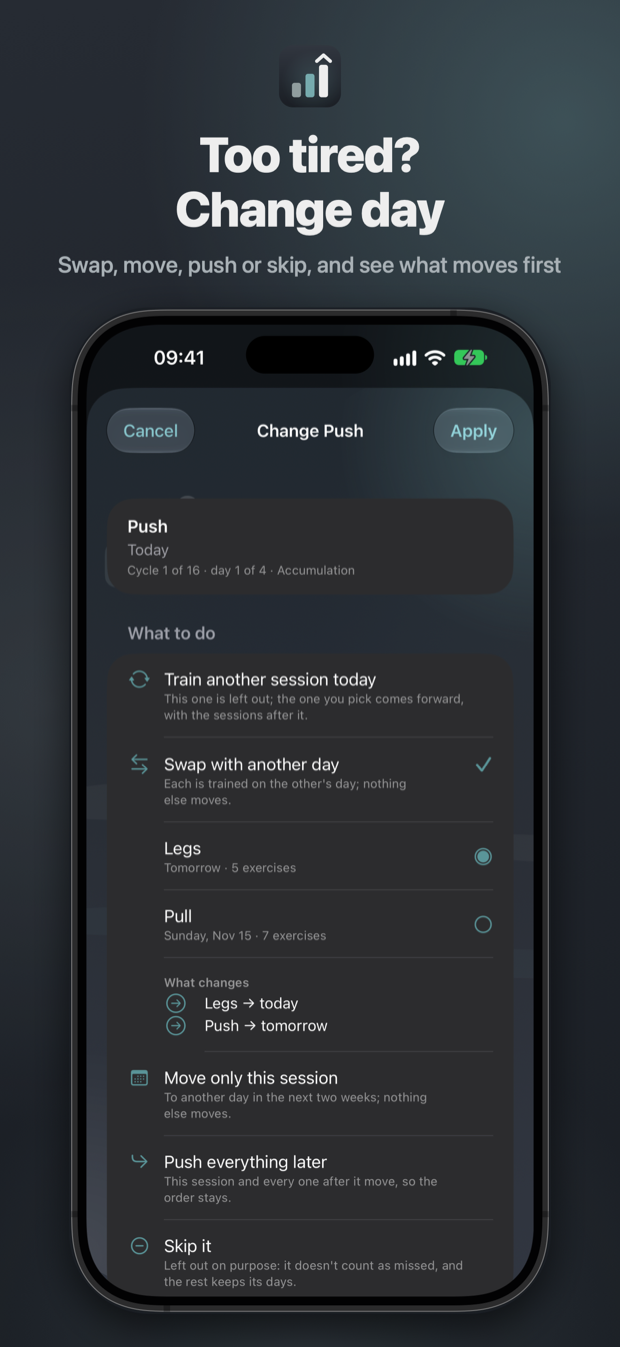 Too tired?
Change day
Swap, move, push or skip, and see what moves first
09:41
Cancel
Change Push
Apply
Push
Today
Cycle 1 of 16 · day 1 of 4 · Accumulation
What to do
Train another session today
This one is left out; the one you pick comes forward,
with the sessions after it.
Swap with another day
Each is trained on the other's day; nothing
else moves.
Legs
Tomorrow · 5 exercises
Pull
Sunday, Nov 15 · 7 exercises
What changes
Legs → today
Push → tomorrow
Move only this session
To another day in the next two weeks; nothing
else moves.
Push everything later
This session and every one after it move, so the
order stays.
Skip it
Left out on purpose: it doesn't count as missed, and
the rest keeps its days.